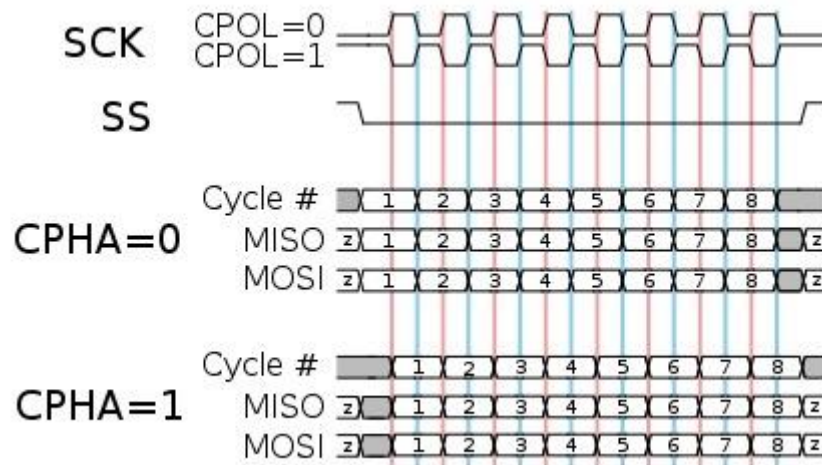 SCK CPOL=0
CPOL=1
SS
CPHA=0
Cycle # 1 2 3 4 5 6 7 8
MISO z 1 2 3 4 5 6 7 8 z
MOSI z 1 2 3 4 5 6 7 8 z
CPHA=1
Cycle # 1 2 3 4 5 6 7 8
MISO z 1 2 3 4 5 6 7 8 z
MOSI z 1 2 3 4 5 6 7 8 z